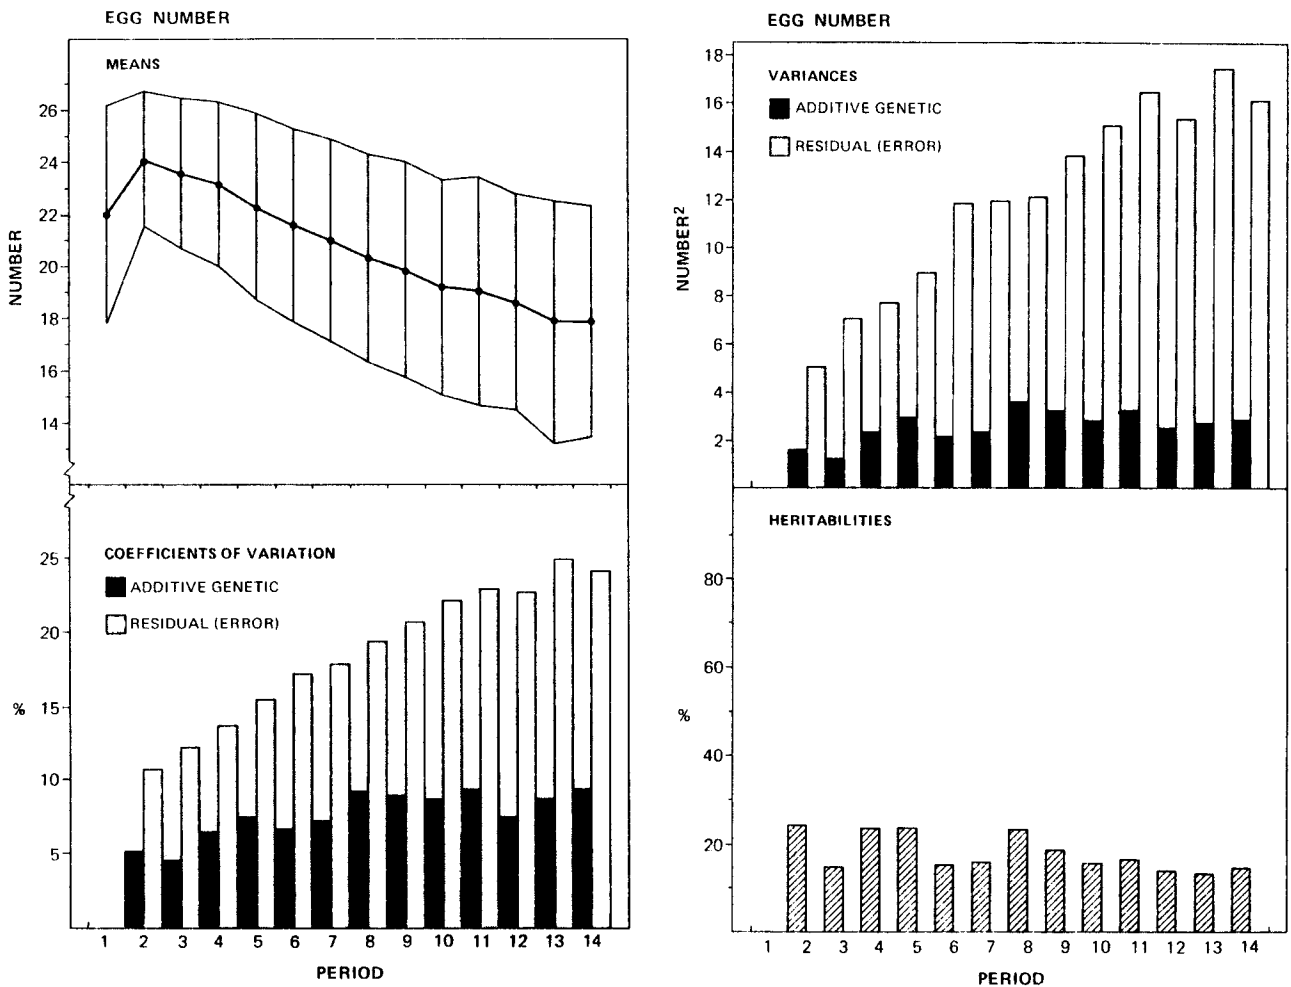 EGG NUMBER
MEANS
NUMBER
26
24
22
20
18
16
14
COEFFICIENTS OF VARIATION
ADDITIVE GENETIC
RESIDUAL (ERROR)
%
25
20
15
10
5
1 2 3 4 5 6 7 8 9 10 11 12 13 14
PERIOD
EGG NUMBER
VARIANCES
ADDITIVE GENETIC
RESIDUAL (ERROR)
NUMBER²
18
16
14
12
10
8
6
4
2
HERITABILITIES
%
80
60
40
20
1 2 3 4 5 6 7 8 9 10 11 12 13 14
PERIOD